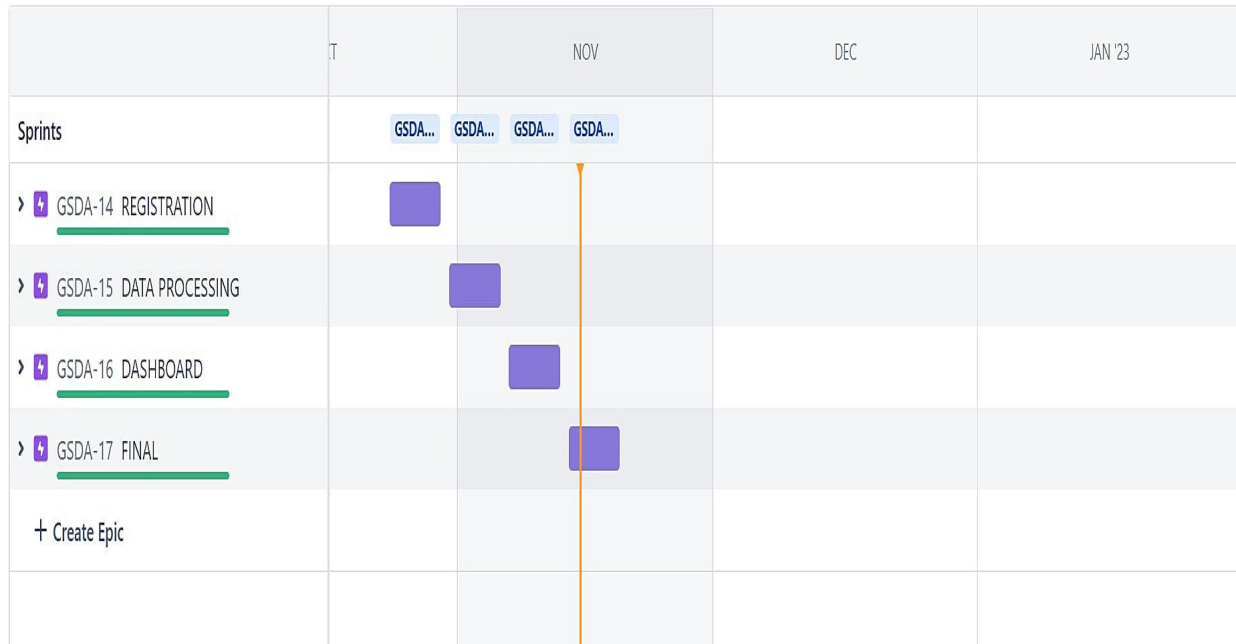 NOV DEC JAN '23
Sprints GSDA... GSDA... GSDA... GSDA...
GSDA-14 REGISTRATION
GSDA-15 DATA PROCESSING
GSDA-16 DASHBOARD
GSDA-17 FINAL
+ Create Epic